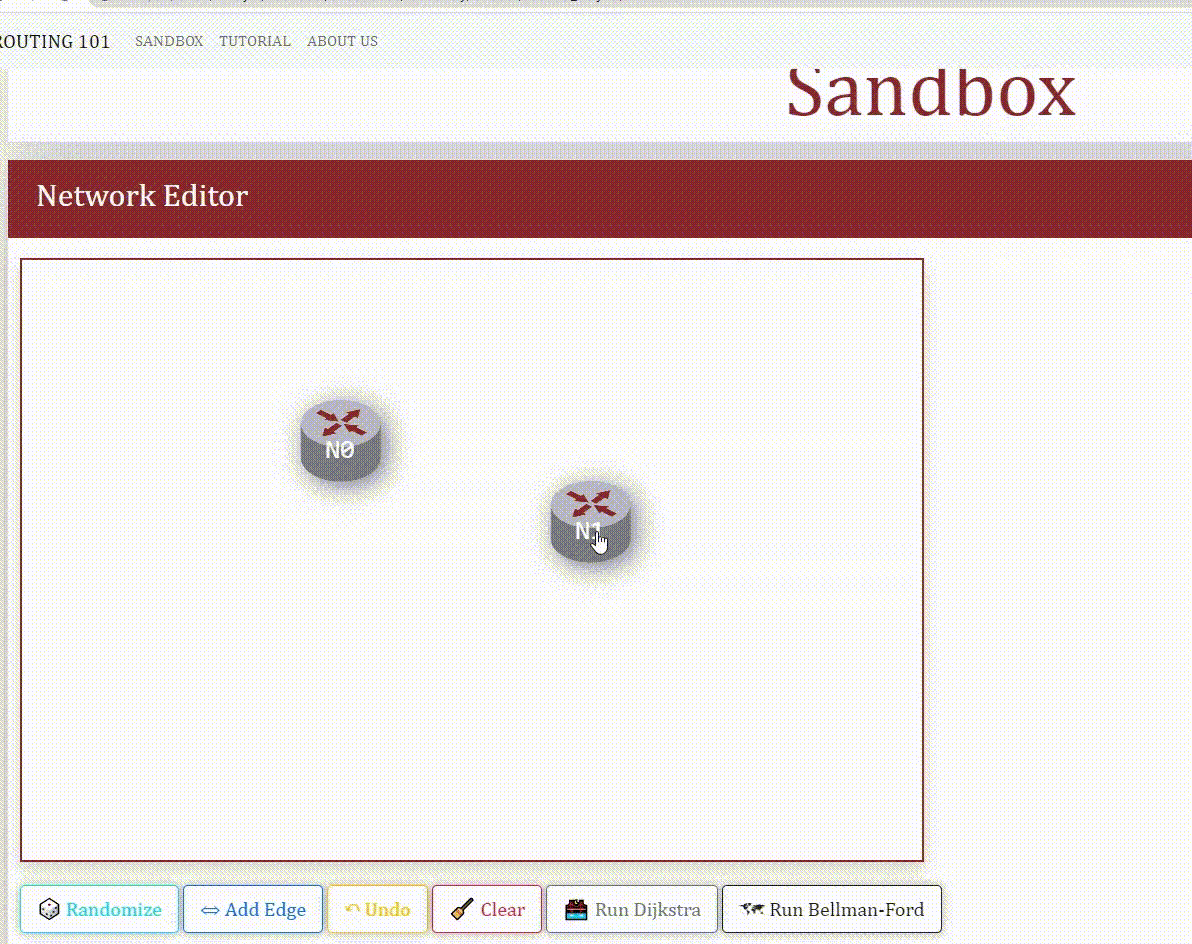 ROUTING 101 SANDBOX TUTORIAL ABOUT US
Sandbox
Network Editor
N0
N1
Randomize Add Edge Undo Clear Run Dijkstra Run Bellman-Ford